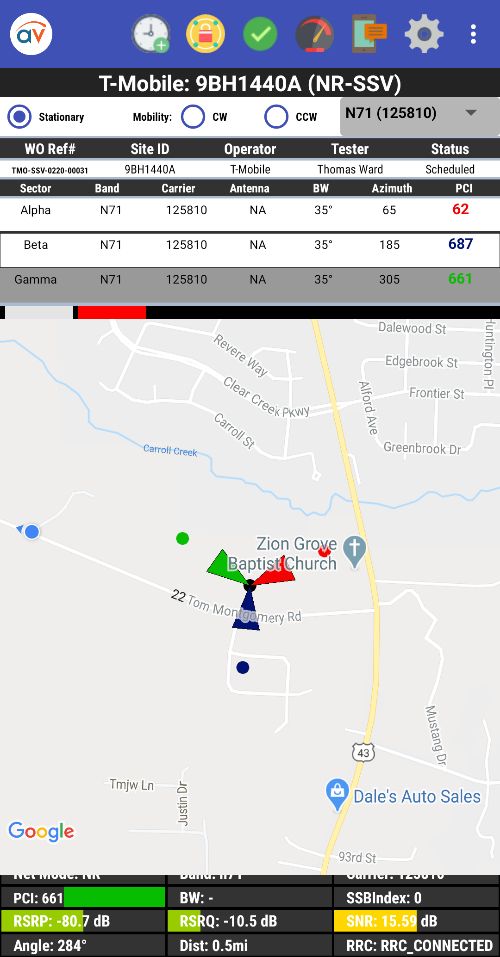 av
T-Mobile: 9BH1440A (NR-SSV)
Stationary Mobility: CW CCW N71 (125810)
WO Ref# Site ID Operator Tester Status
TMO-SSV-0220-00031 9BH1440A T-Mobile Thomas Ward Scheduled
Sector Band Carrier Antenna BW Azimuth PCI
Alpha N71 125810 NA 35° 65 62
Beta N71 125810 NA 35° 185 687
Gamma N71 125810 NA 35° 305 661
Dalewood St
Huntington Pl
Revere Way
Edgebrook St
Clear Creek Pkwy
Alford Ave
Frontier St
Carroll St
Greenbrook Dr
Carroll Creek
Zion Grove
Baptist Church
22
Tom Montgomery Rd
Mustang Dr
43
Tmjw Ln
Justin Dr
Dale's Auto Sales
Google
93rd St
Net Mode: NR Band: n71 Carrier: 125810
PCI: 661 BW: - SSBIndex: 0
RSRP: -80.7 dB RSRQ: -10.5 dB SNR: 15.59 dB
Angle: 284° Dist: 0.5mi RRC: RRC_CONNECTED